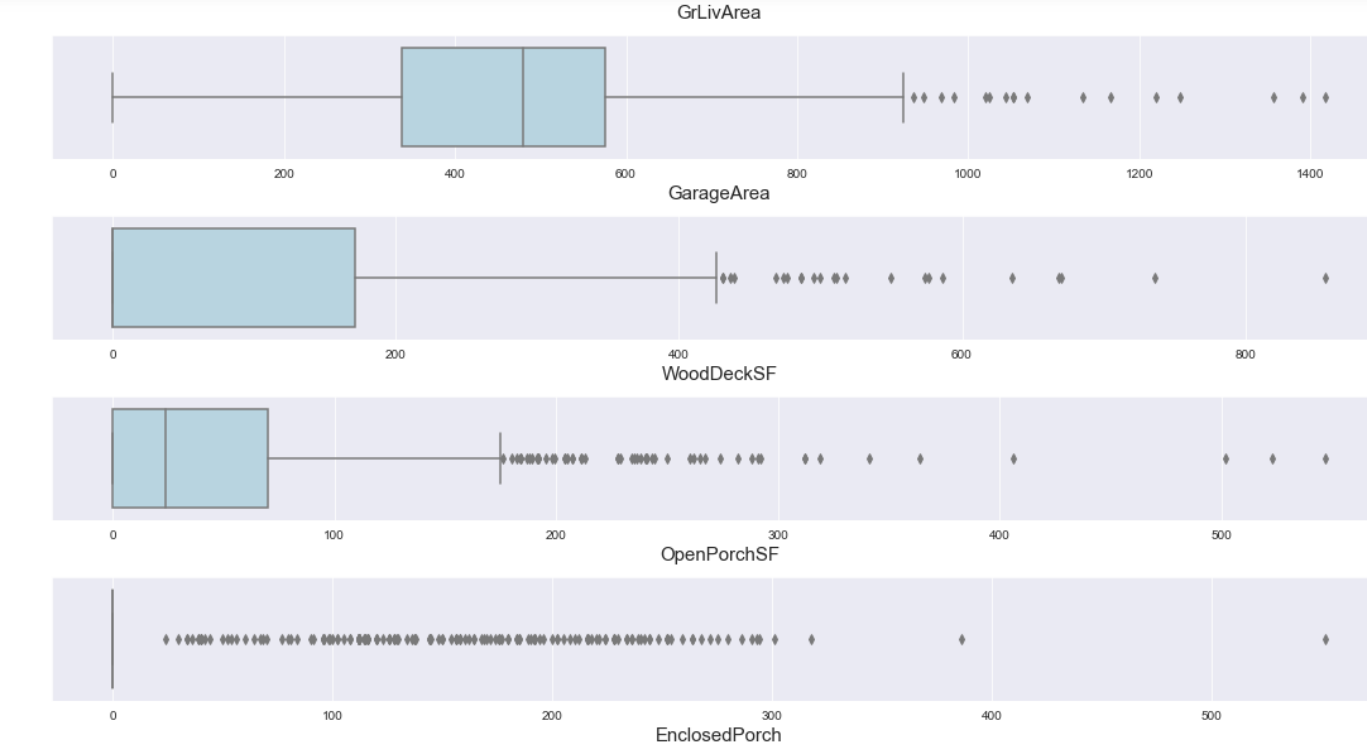 GrLivArea
0 200 400 600 800 1000 1200 1400
GarageArea
0 200 400 600 800
WoodDeckSF
0 100 200 300 400 500
OpenPorchSF
0 100 200 300 400 500
EnclosedPorch